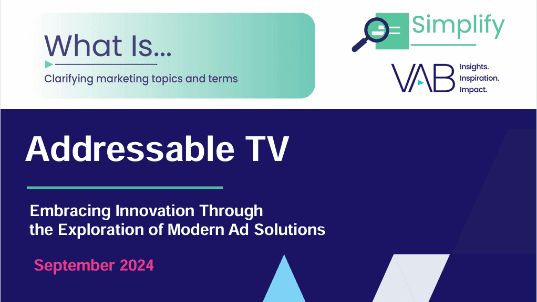 What Is...
Clarifying marketing topics and terms
Simplify
VAB
Insights.
Inspiration.
Impact.
Addressable TV
Embracing Innovation Through
the Exploration of Modern Ad Solutions
September 2024